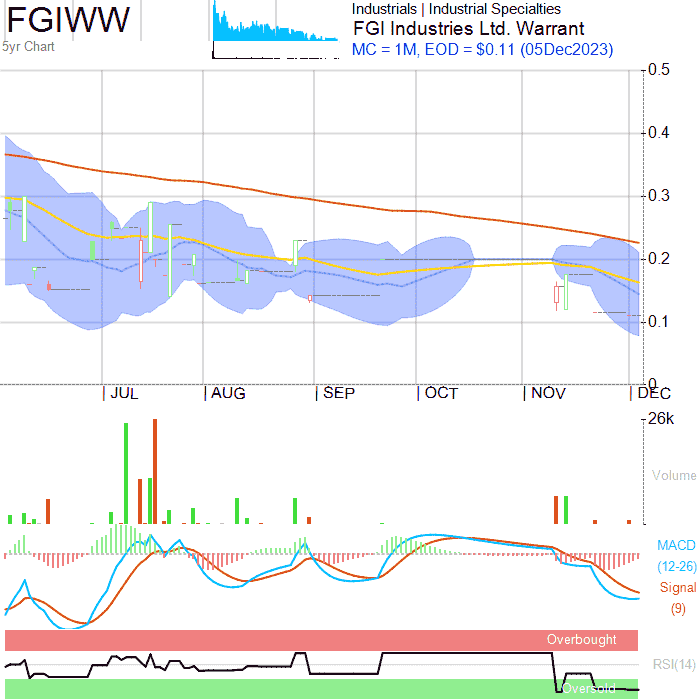 FGIWW
Industrials | Industrial Specialties
5yr Chart
FGI Industries Ltd. Warrant
MC = 1M, EOD = $0.11 (05Dec2023)
0.5
0.4
0.3
0.2
0.1
0
JUL AUG SEP OCT NOV DEC
26k
Volume
MACD
(12-26)
Signal
(9)
Overbought
RSI(14)
Oversold